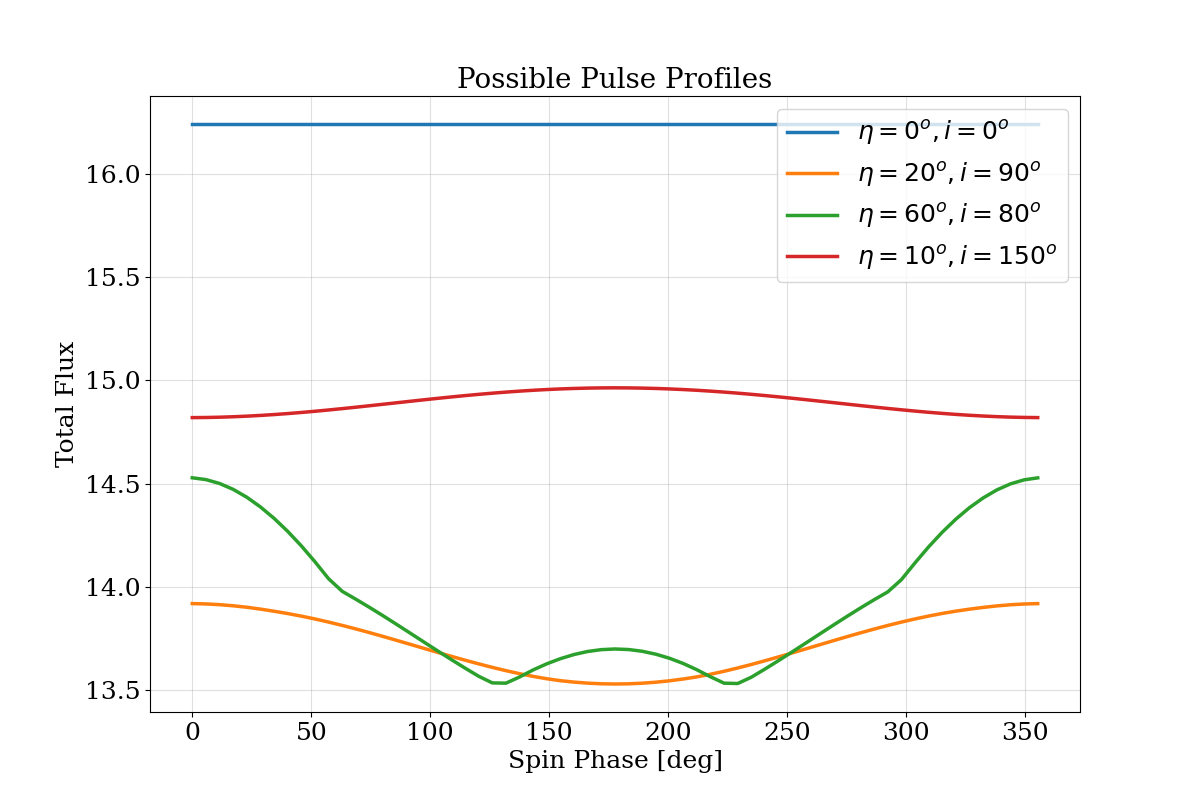 Possible Pulse Profiles
η = 0°, i = 0°
η = 20°, i = 90°
η = 60°, i = 80°
η = 10°, i = 150°
Total Flux
16.0
15.5
15.0
14.5
14.0
13.5
0 50 100 150 200 250 300 350
Spin Phase [deg]